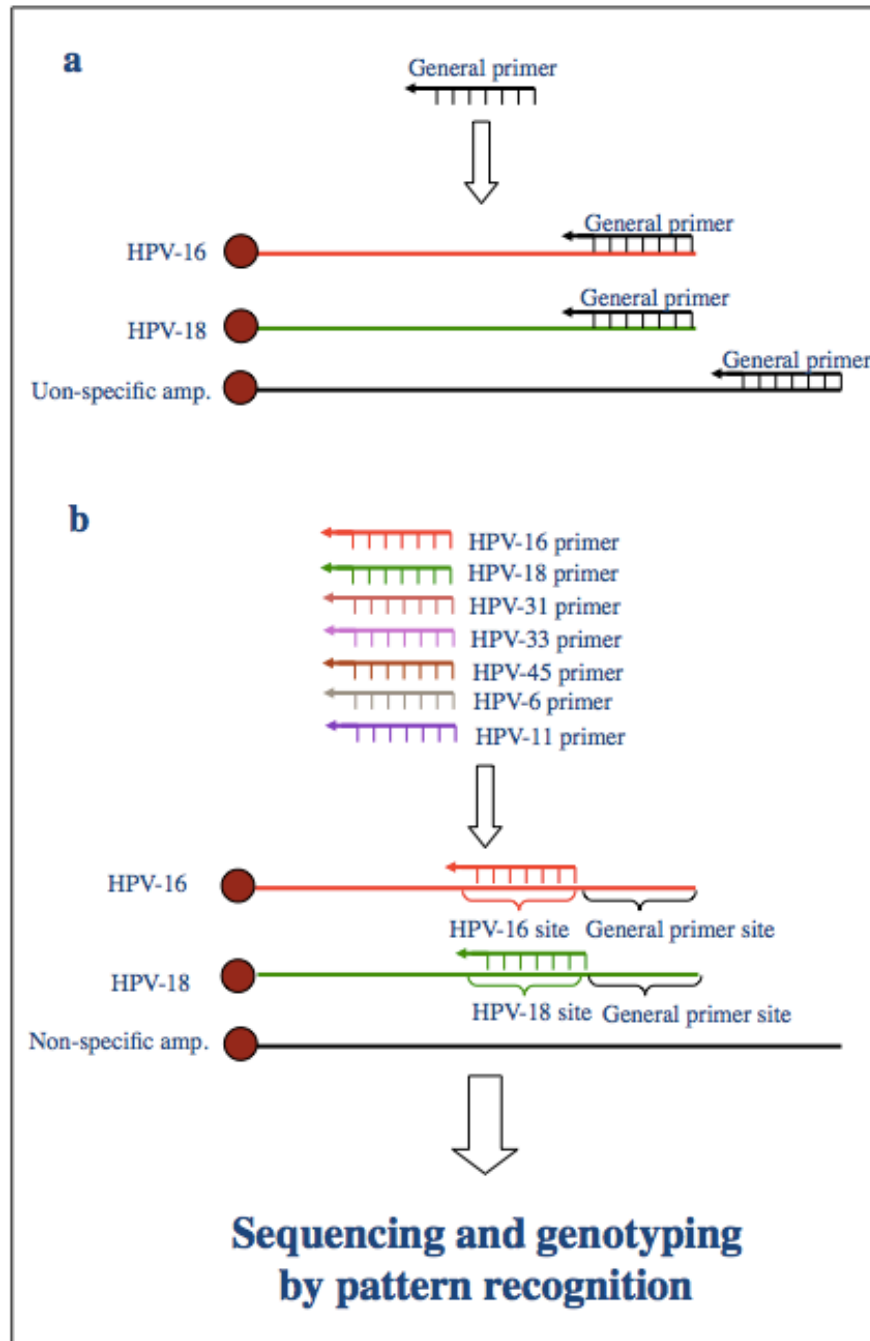 a
General primer
General primer
HPV-16
General primer
HPV-18
General primer
Uon-specific amp.
b
HPV-16 primer
HPV-18 primer
HPV-31 primer
HPV-33 primer
HPV-45 primer
HPV-6 primer
HPV-11 primer
HPV-16
HPV-16 site General primer site
HPV-18
HPV-18 site General primer site
Non-specific amp.
Sequencing and genotyping
by pattern recognition